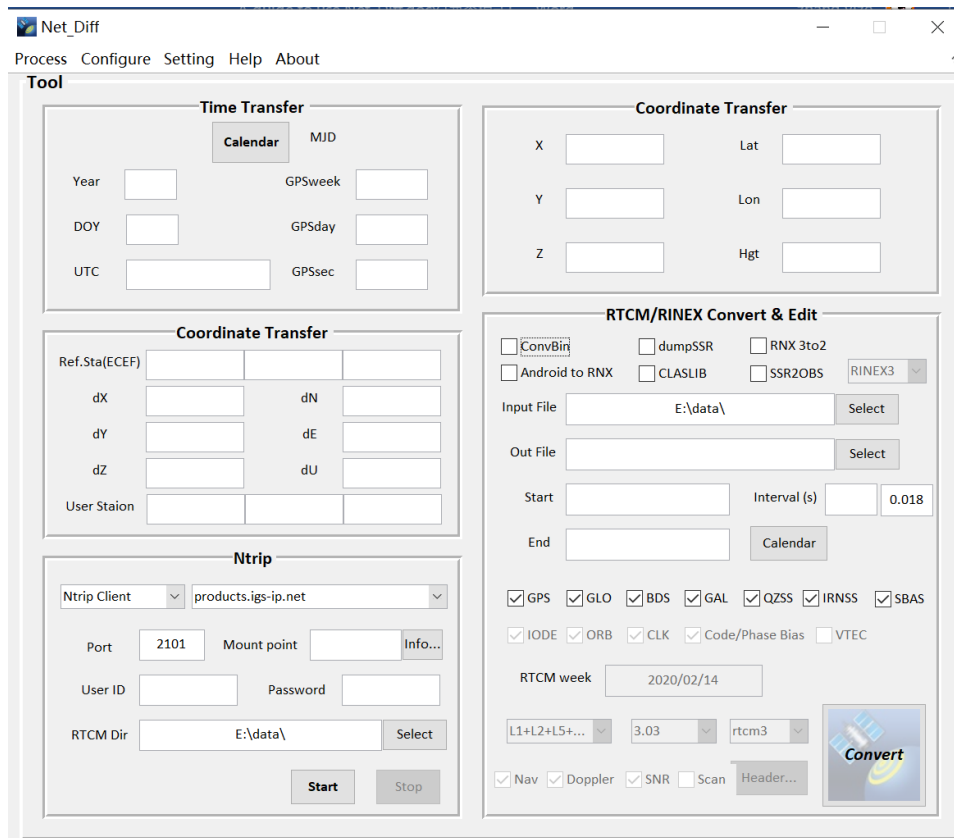 Net_Diff
Process Configure Setting Help About
Tool
Time Transfer
Calendar MJD
Year GPSweek
DOY GPSday
UTC GPSsec
Coordinate Transfer
X Lat
Y Lon
Z Hgt
Coordinate Transfer
Ref.Sta(ECEF)
dX dN
dY dE
dZ dU
User Staion
Ntrip
Ntrip Client products.igs-ip.net
Port 2101 Mount point Info...
User ID Password
RTCM Dir E:\data\ Select
Start Stop
RTCM/RINEX Convert & Edit
ConvBin dumpSSR RNX 3to2
Android to RNX CLASLIB SSR2OBS RINEX3
Input File E:\data\ Select
Out File Select
Start Interval (s) 0.018
End Calendar
GPS GLO BDS GAL QZSS IRNSS SBAS
IODE ORB CLK Code/Phase Bias VTEC
RTCM week 2020/02/14
L1+L2+L5+... 3.03 rtcm3
Convert
Nav Doppler SNR Scan Header...